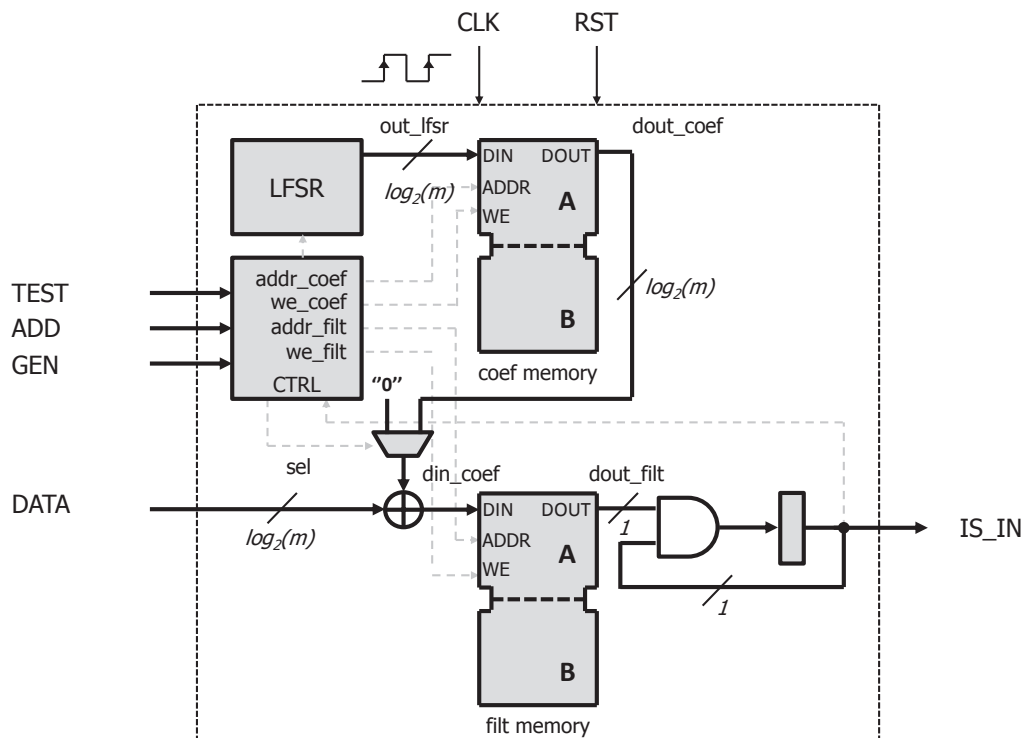 CLK RST
out_lfsr dout_coef
LFSR
log2(m)
DIN DOUT
ADDR
WE
A
B
coef memory
log2(m)
TEST
ADD
GEN
addr_coef
we_coef
addr_filt
we_filt
CTRL
"0"
sel
DATA
log2(m)
din_coef dout_filt
DIN DOUT
ADDR
WE
A
B
filt memory
1
1
IS_IN